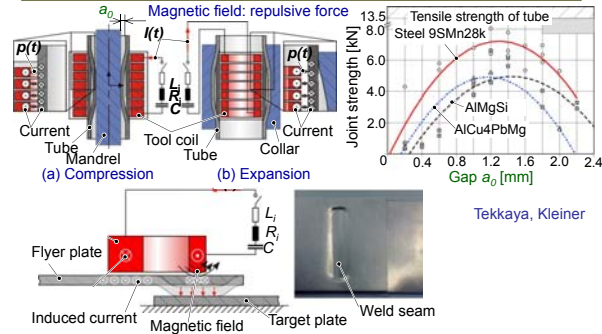 a₀
Magnetic field: repulsive force
I(t)
p(t)
p(t)
Lᵢ
Rᵢ
C
Current
Tube
Mandrel
Tool coil
Tube
Current
Collar
(a) Compression
(b) Expansion
13.5
8.0
6.0
4.0
2.0
Joint strength [kN]
Tensile strength of tube
Steel 9SMn28k
AlMgSi
AlCu4PbMg
0 0.4 0.8 1.2 1.6 2.4
Gap a₀ [mm]
Tekkaya, Kleiner
Lᵢ
Rᵢ
C
Flyer plate
Induced current
Magnetic field
Target plate
Weld seam